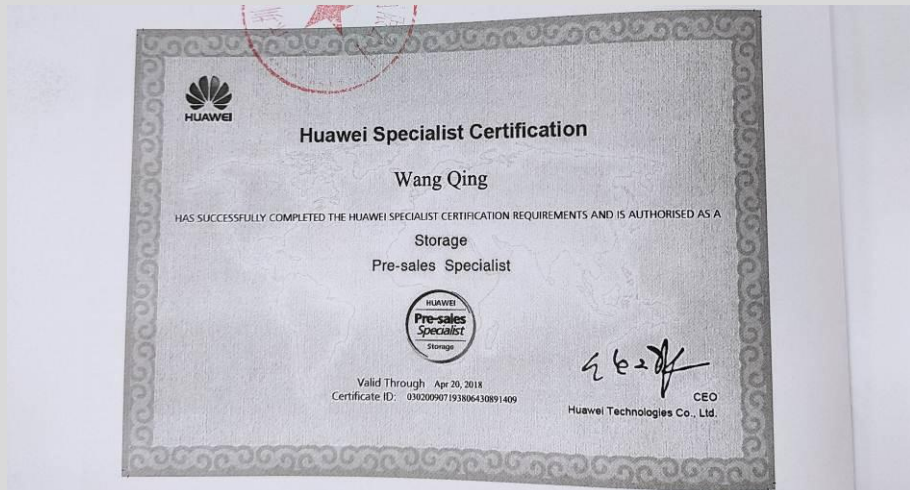 HUAWEI
Huawei Specialist Certification
Wang Qing
HAS SUCCESSFULLY COMPLETED THE HUAWEI SPECIALIST CERTIFICATION REQUIREMENTS AND IS AUTHORISED AS A
Storage
Pre-sales Specialist
HUAWEI
Pre-sales
Specialist
Storage
Valid Through Apr 20, 2018
Certificate ID: 030200907193806430891409
CEO
Huawei Technologies Co., Ltd.